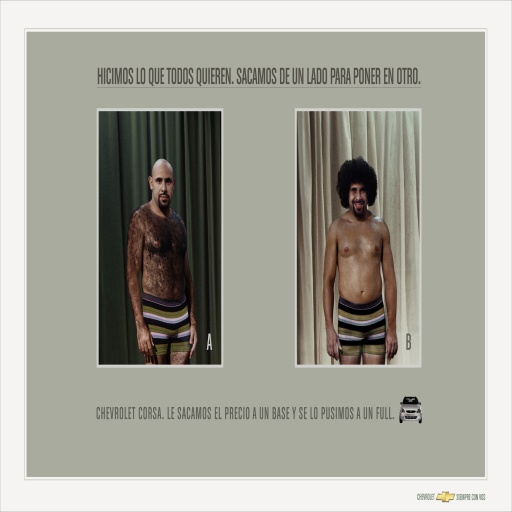 HICIMOS LO QUE TODOS QUIEREN. SACAMOS DE UN LADO PARA PONER EN OTRO.
A
B
CHEVROLET CORSA. LE SACAMOS EL PRECIO A UN BASE Y SE LO PUSIMOS A UN FULL.
CHEVROLET SIEMPRE CON VOS